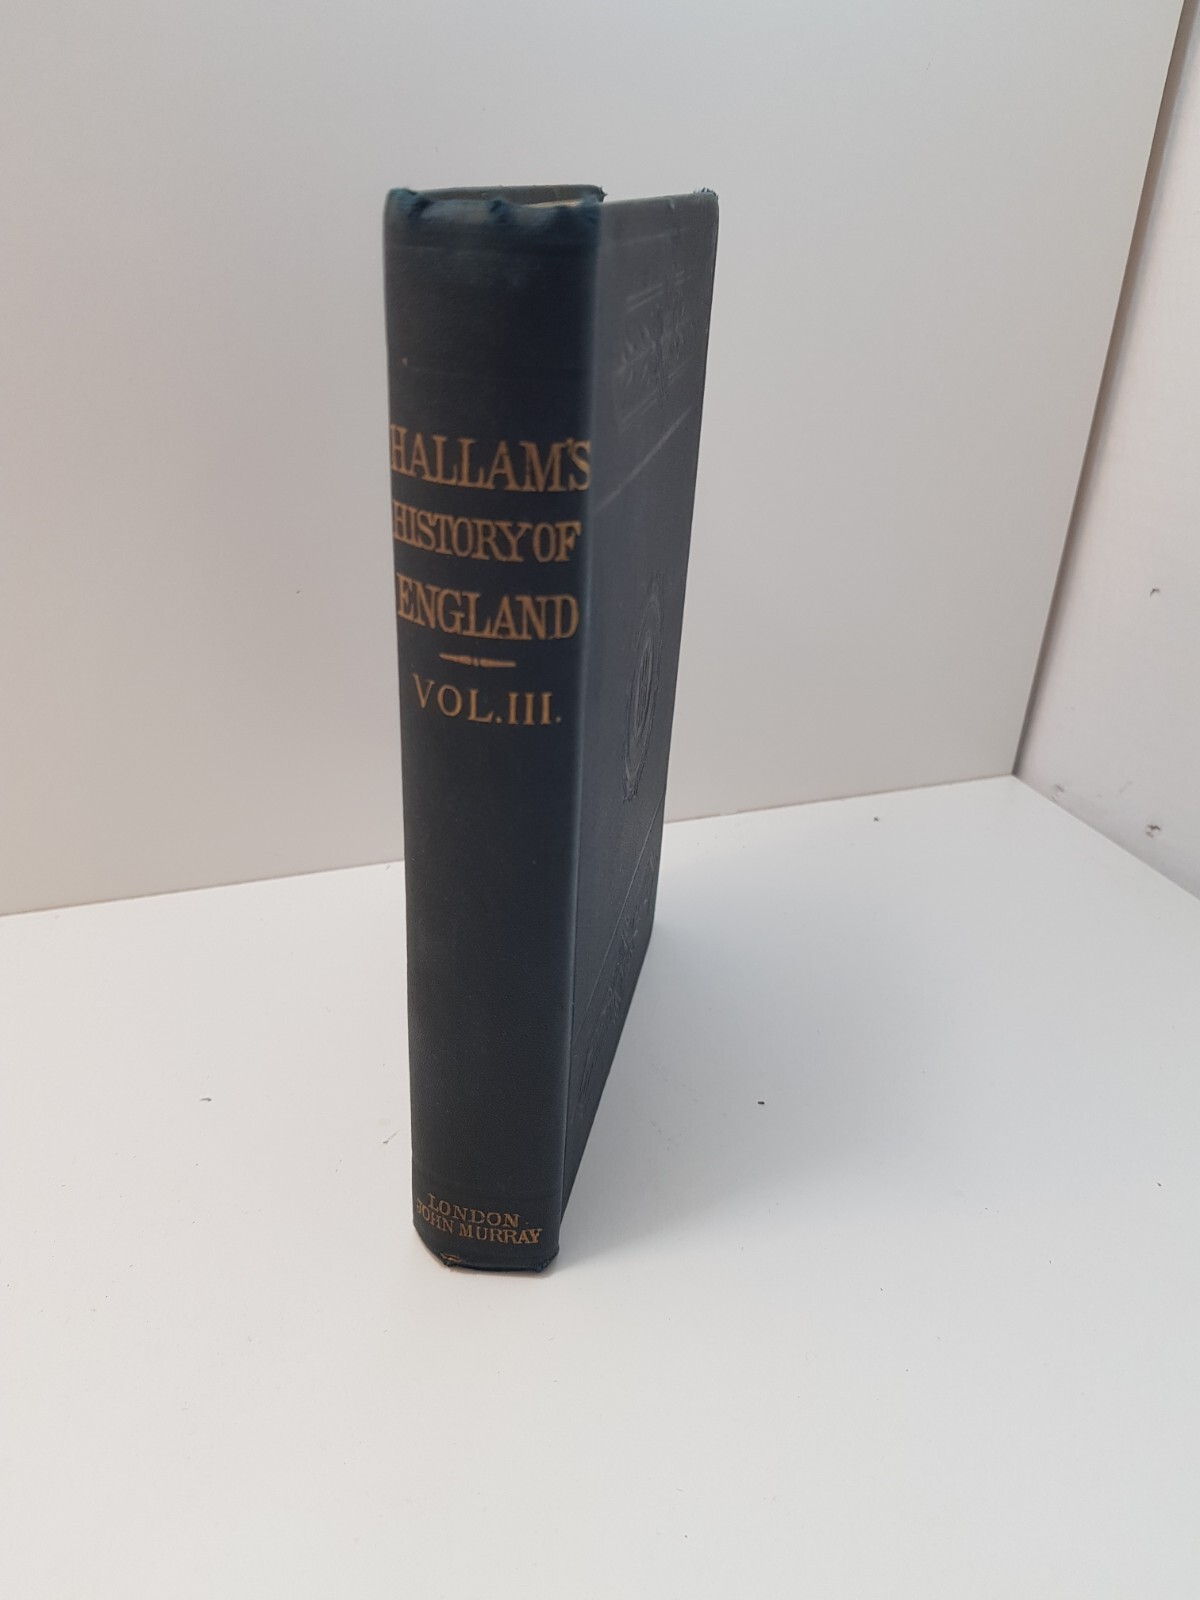 HALLAM'S
HISTORY OF
ENGLAND
VOL. III.
LONDON
JOHN MURRAY